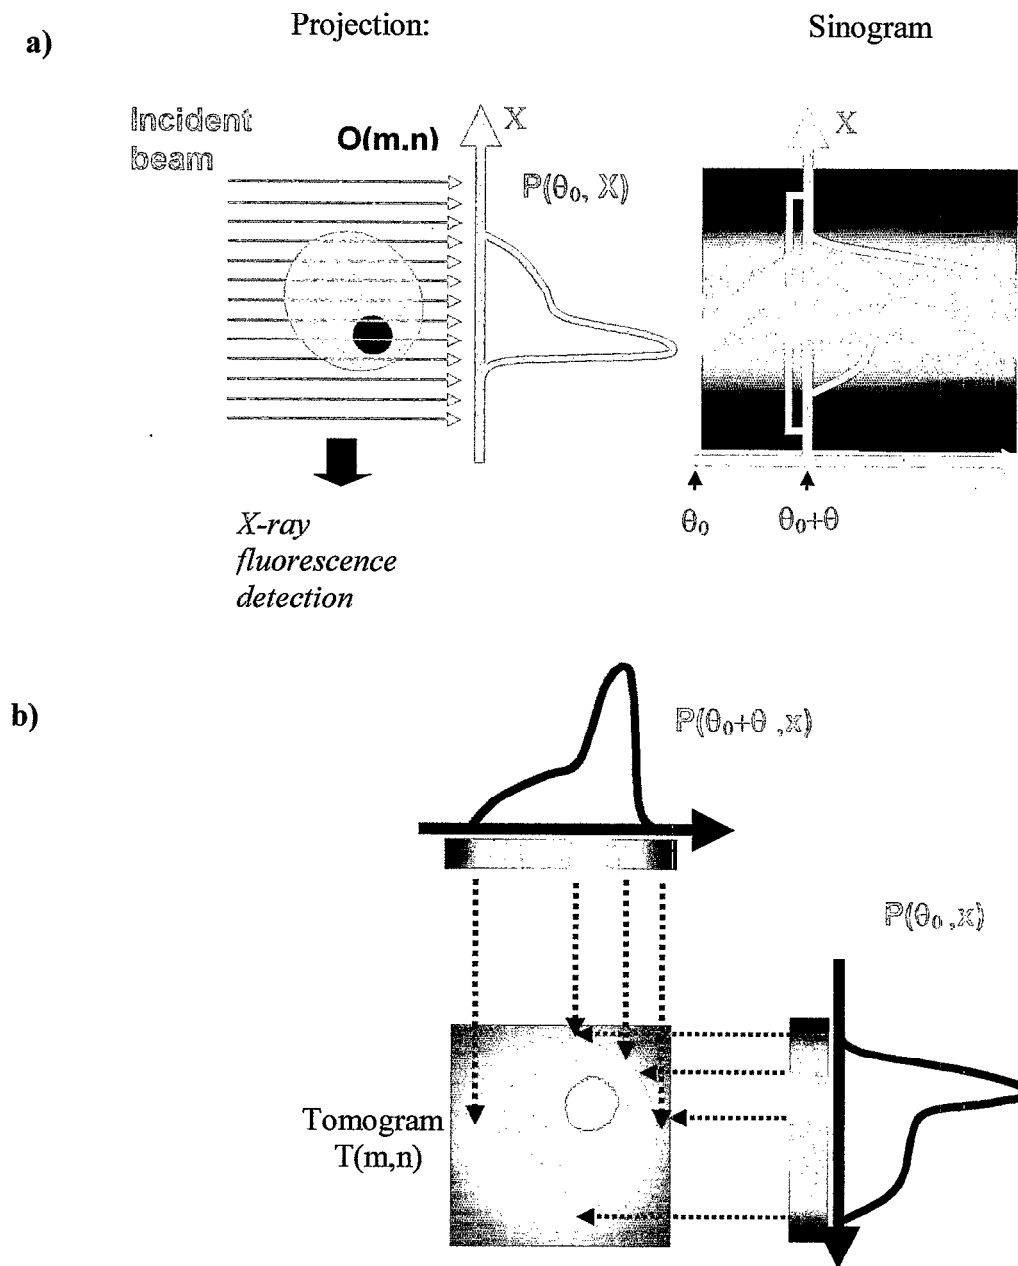 a)
Projection:
Sinogram
Incident
beam
O(m,n)
X
P(θ₀, X)
X
θ₀
θ₀+θ
X-ray
fluorescence
detection
b)
P(θ₀+θ ,x)
P(θ₀ ,x)
Tomogram
T(m,n)